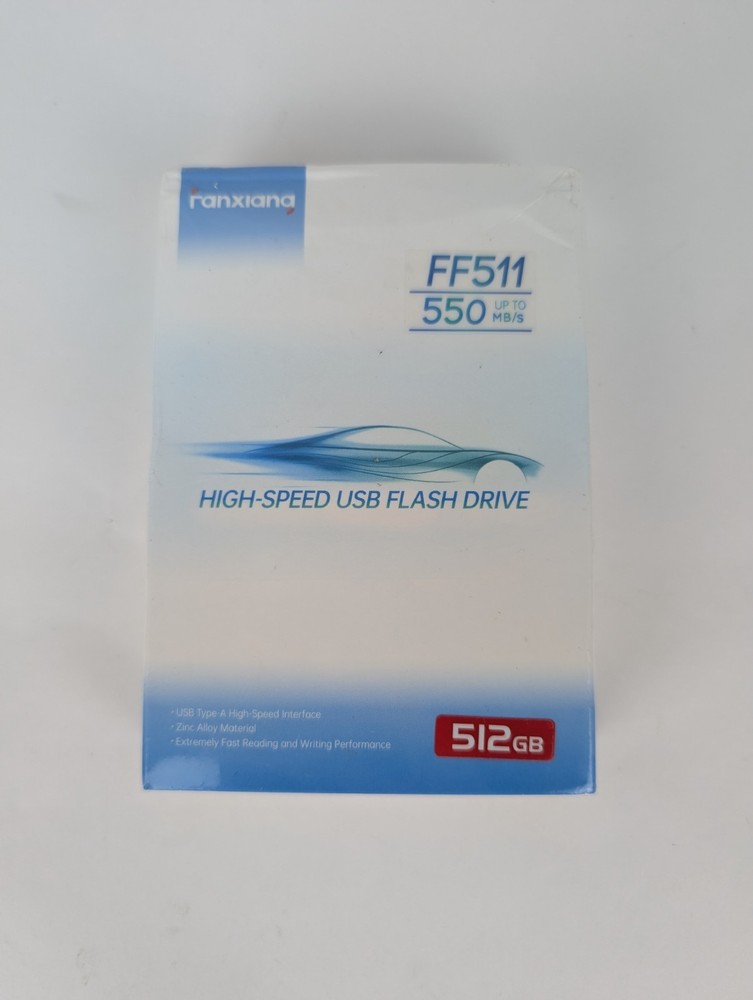 fanxiang
FF511
550 UP TO MB/s
HIGH-SPEED USB FLASH DRIVE
· USB Type-A High-Speed Interface
· Zinc Alloy Material
· Extremely Fast Reading and Writing Performance
512GB